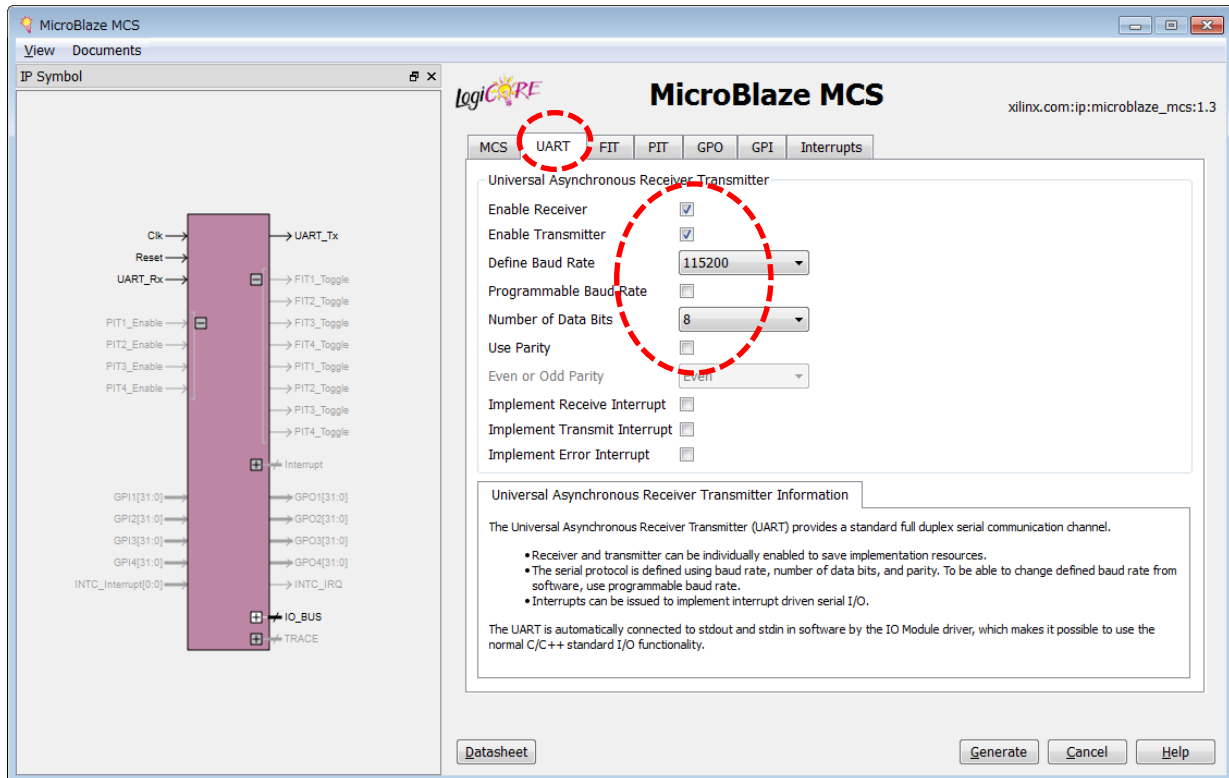 MicroBlaze MCS
View Documents
IP Symbol
Clk
Reset
UART_Rx
PIT1_Enable
PIT2_Enable
PIT3_Enable
PIT4_Enable
GPI1[31:0]
GPI2[31:0]
GPI3[31:0]
GPI4[31:0]
INTC_Interrupt[0:0]
UART_Tx
FIT1_Toggle
FIT2_Toggle
FIT3_Toggle
FIT4_Toggle
PIT1_Toggle
PIT2_Toggle
PIT3_Toggle
PIT4_Toggle
Interrupt
GPO1[31:0]
GPO2[31:0]
GPO3[31:0]
GPO4[31:0]
INTC_IRQ
IO_BUS
TRACE
LogiCORE
MicroBlaze MCS
xilinx.com:ip:microblaze_mcs:1.3
MCS UART FIT PIT GPO GPI Interrupts
Universal Asynchronous Receiver Transmitter
Enable Receiver
Enable Transmitter
Define Baud Rate 115200
Programmable Baud Rate
Number of Data Bits 8
Use Parity
Even or Odd Parity Even
Implement Receive Interrupt
Implement Transmit Interrupt
Implement Error Interrupt
Universal Asynchronous Receiver Transmitter Information
The Universal Asynchronous Receiver Transmitter (UART) provides a standard full duplex serial communication channel.
•Receiver and transmitter can be individually enabled to save implementation resources.
•The serial protocol is defined using baud rate, number of data bits, and parity. To be able to change defined baud rate from
software, use programmable baud rate.
•Interrupts can be issued to implement interrupt driven serial I/O.
The UART is automatically connected to stdout and stdin in software by the IO Module driver, which makes it possible to use the
normal C/C++ standard I/O functionality.
Datasheet Generate Cancel Help